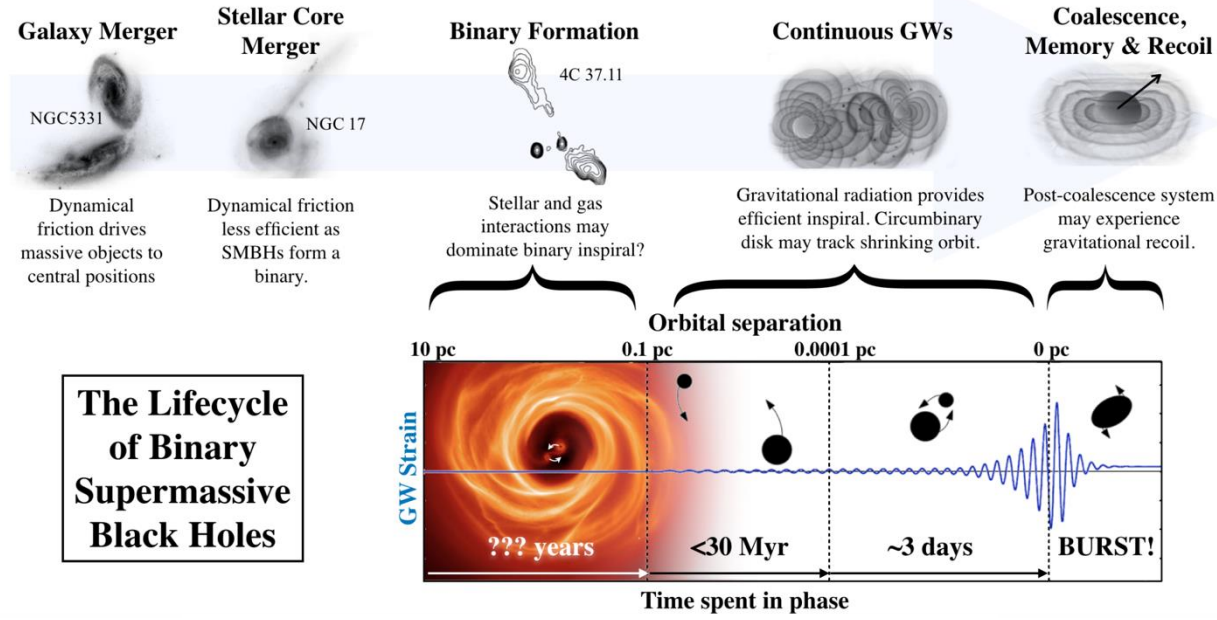 Galaxy Merger
NGC5331
Dynamical
friction drives
massive objects to
central positions
Stellar Core
Merger
NGC 17
Dynamical friction
less efficient as
SMBHs form a
binary.
Binary Formation
4C 37.11
Stellar and gas
interactions may
dominate binary inspiral?
Continuous GWs
Gravitational radiation provides
efficient inspiral. Circumbinary
disk may track shrinking orbit.
Coalescence,
Memory & Recoil
Post-coalescence system
may experience
gravitational recoil.
The Lifecycle
of Binary
Supermassive
Black Holes
Orbital separation
10 pc 0.1 pc 0.0001 pc 0 pc
GW Strain
??? years <30 Myr ~3 days BURST!
Time spent in phase